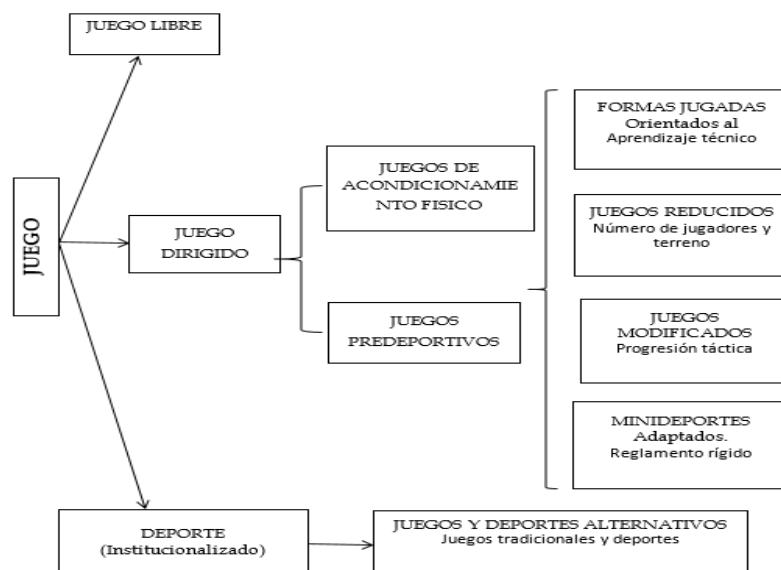 JUEGO LIBRE
JUEGO
JUEGO
DIRIGIDO
JUEGOS DE
ACONDICIONAMIE
NTO FISICO
JUEGOS
PREDEPORTIVOS
FORMAS JUGADAS
Orientados al
Aprendizaje técnico
JUEGOS REDUCIDOS
Número de jugadores y
terreno
JUEGOS
MODIFICADOS
Progresión táctica
MINIDEPORTES
Adaptados.
Reglamento rígido
DEPORTE
(Institucionalizado)
JUEGOS Y DEPORTES ALTERNATIVOS
Juegos tradicionales y deportes